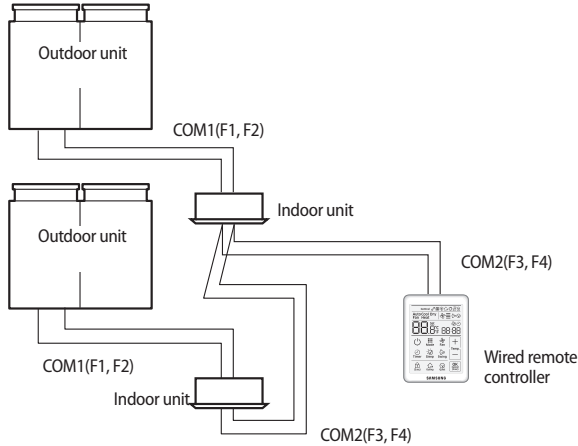 Outdoor unit
COM1(F1, F2)
Indoor unit
Outdoor unit
COM2(F3, F4)
COM1(F1, F2)
Indoor unit
COM2(F3, F4)
Wired remote
controller
SAMSUNG